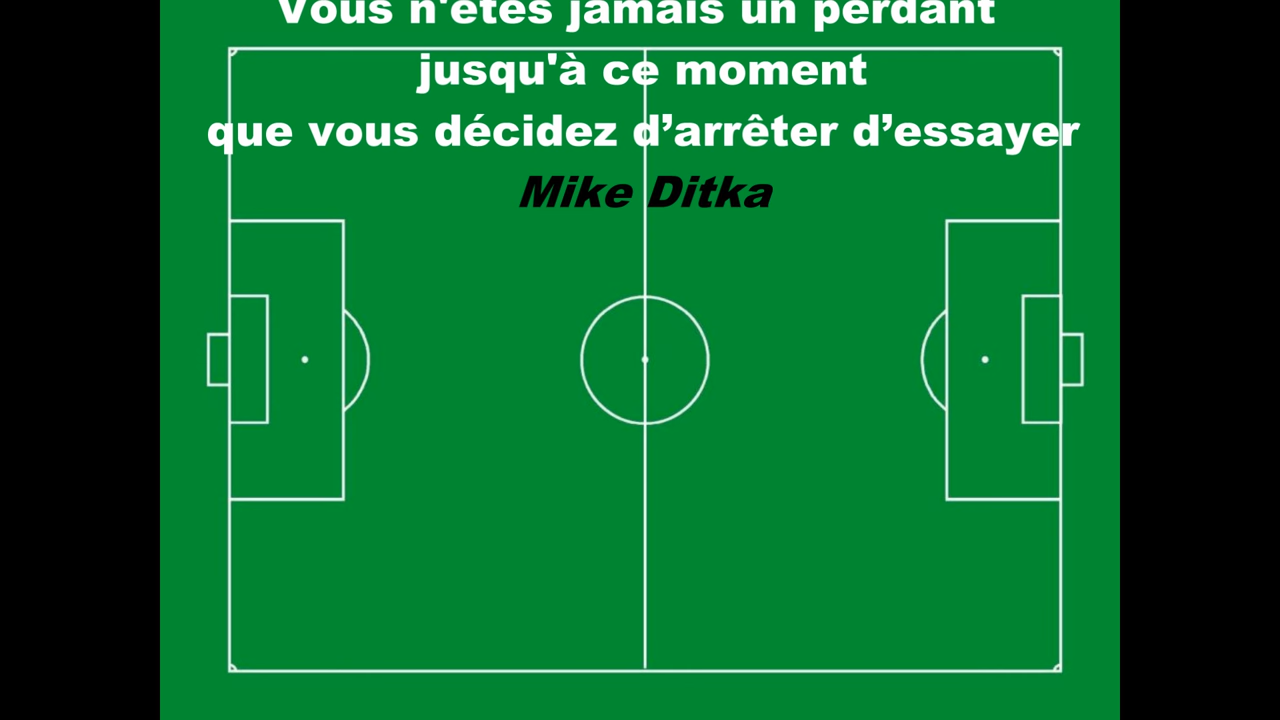 Vous n'êtes jamais un perdant
jusqu'à ce moment
que vous décidez d’arrêter d’essayer
Mike Ditka